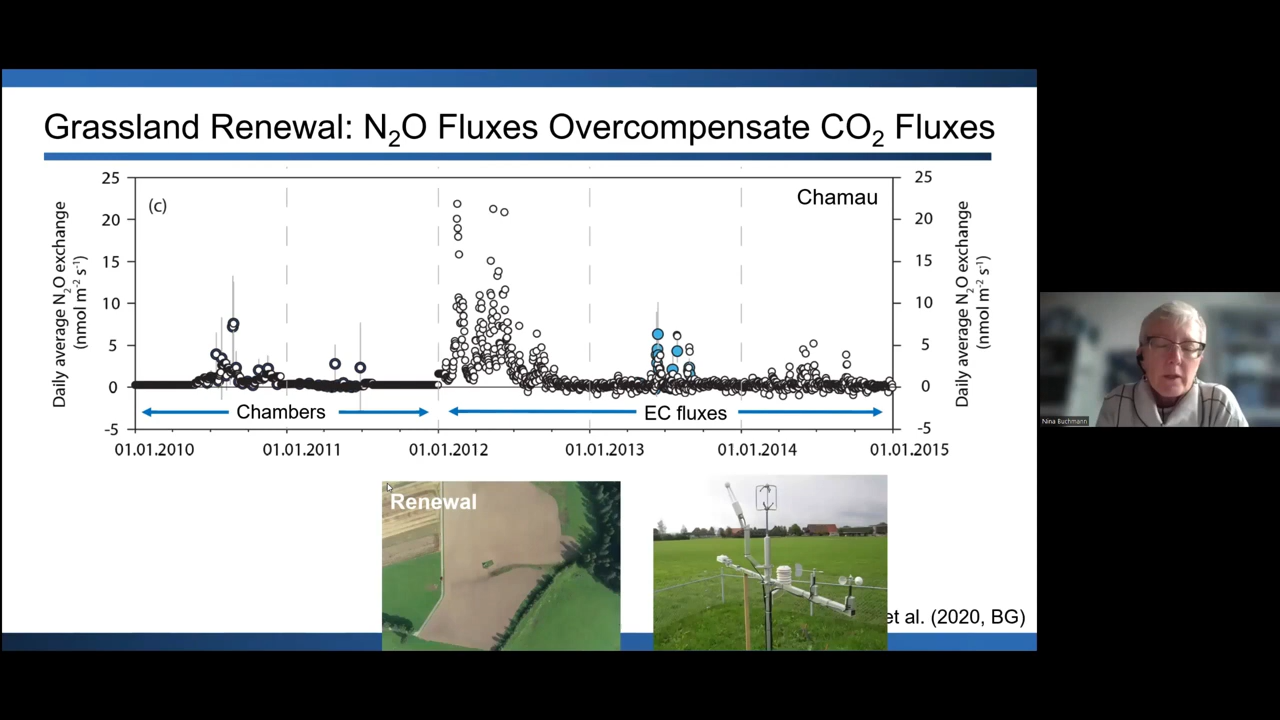 Grassland Renewal: N2O Fluxes Overcompensate CO2 Fluxes
Daily average N2O exchange
(nmol m-2 s-1)
25
20
15
10
5
0
-5
(c)
Chamau
25
20
15
10
5
0
-5
Daily average N2O exchange
(nmol m-2 s-1)
Chambers
EC fluxes
01.01.2010
01.01.2011
01.01.2012
01.01.2013
01.01.2014
01.01.2015
Renewal
et al. (2020, BG)
Nina Buchmann